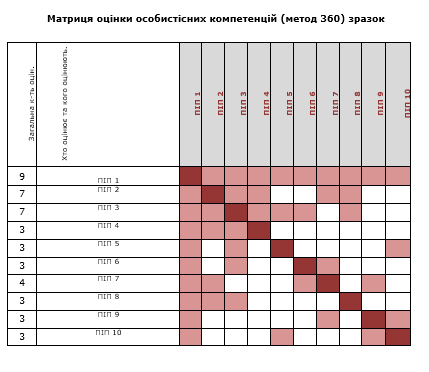 Матриця оцінки особистісних компетенцій (метод 360) зразок
Загальна к-ть оцін.
Хто оцінює та кого оцінюють.
ПІП 1
ПІП 2
ПІП 3
ПІП 4
ПІП 5
ПІП 6
ПІП 7
ПІП 8
ПІП 9
ПІП 10
9 ПІП 1
7 ПІП 2
7 ПІП 3
3 ПІП 4
3 ПІП 5
3 ПІП 6
4 ПІП 7
3 ПІП 8
3 ПІП 9
3 ПІП 10